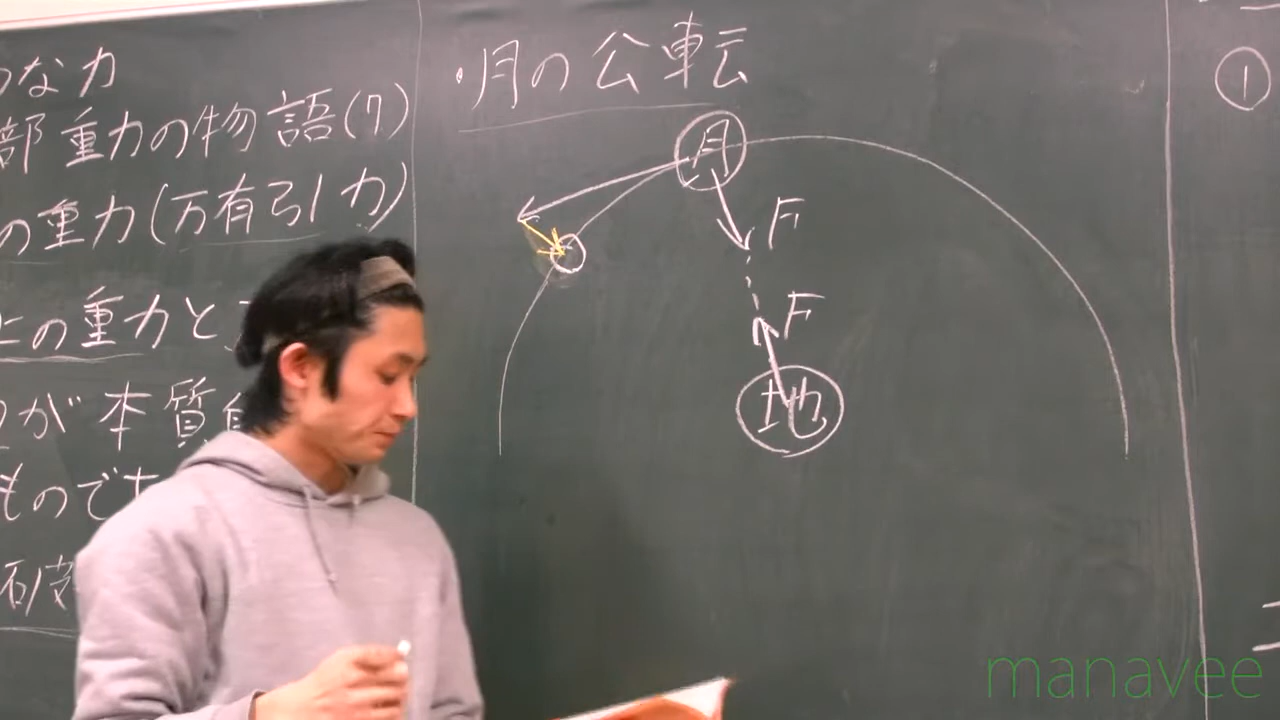 な力
部重力の物語(7)
の重力(万有引力)
上の重力と
が本質
もので
破
・月の公転
月
F
F
地
①
manavee